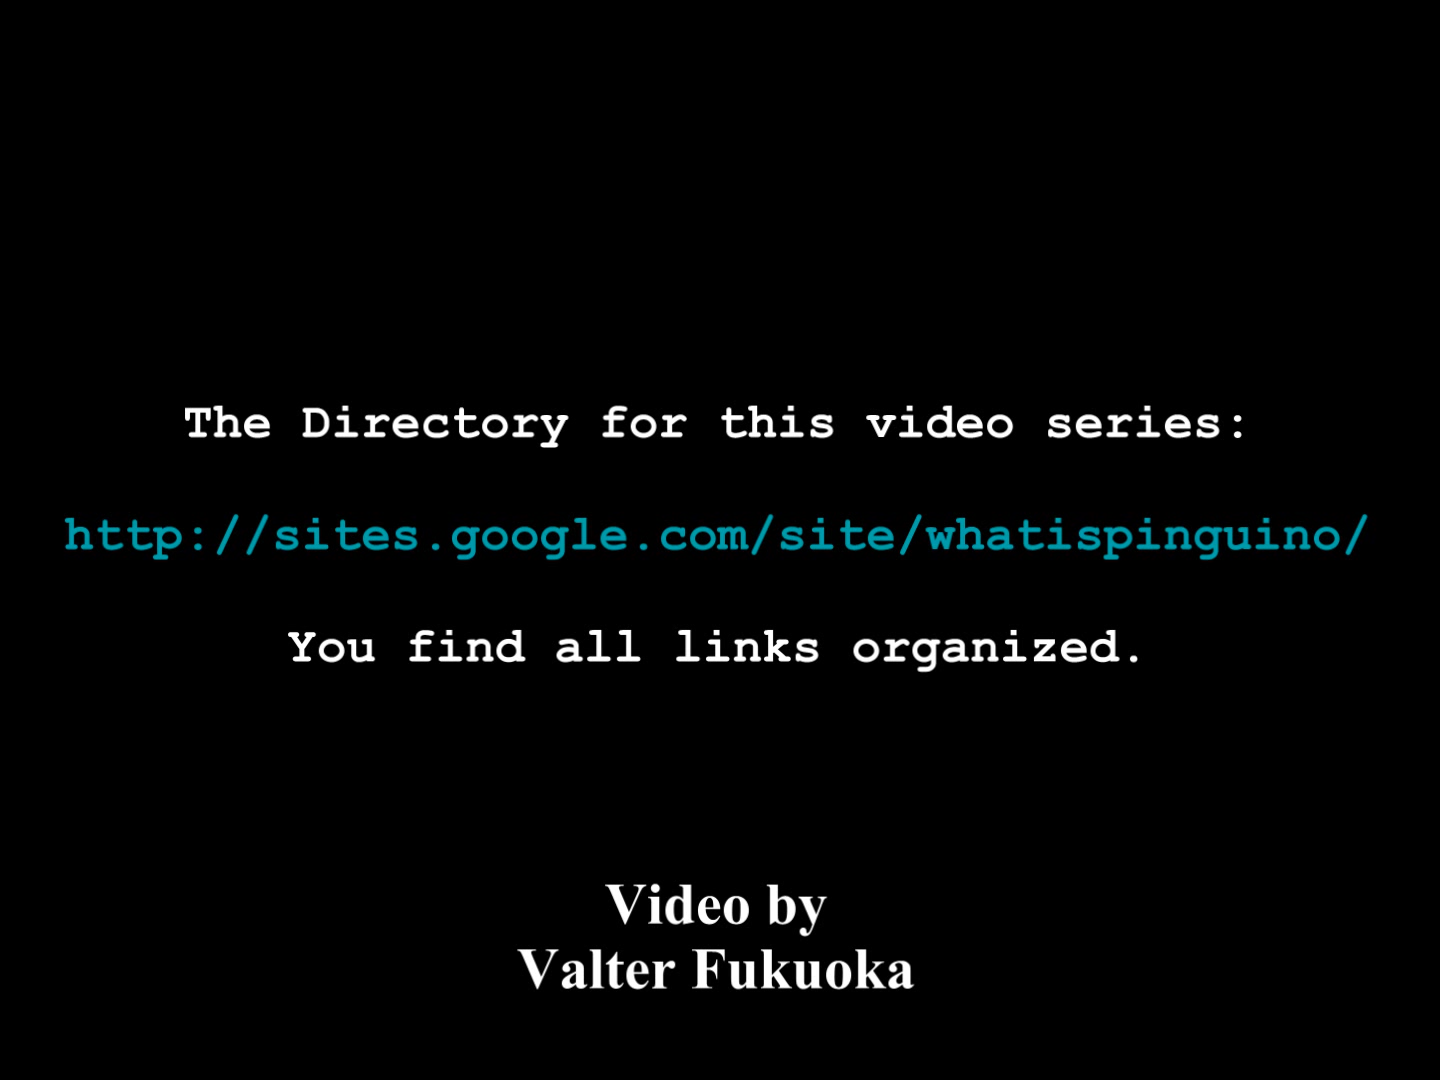 The Directory for this video series:
http://sites.google.com/site/whatispinguino/
You find all links organized.
Video by
Valter Fukuoka